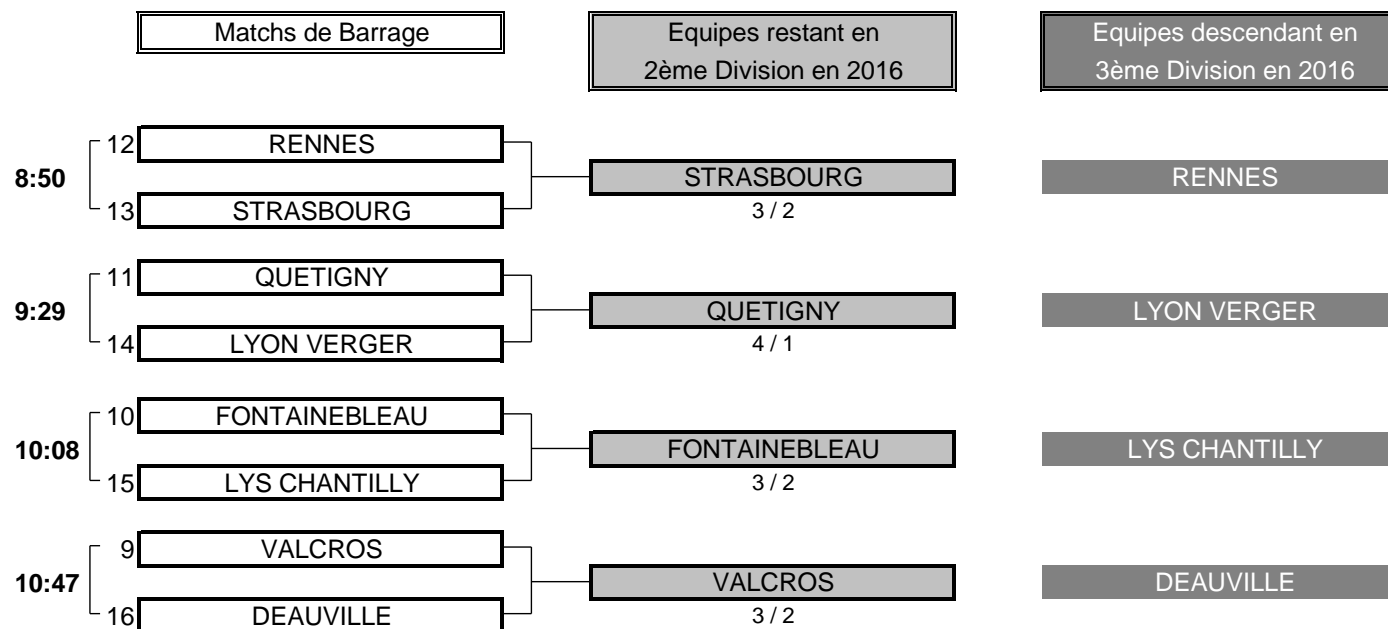 Matchs de Barrage
Equipes restant en
2ème Division en 2016
Equipes descendant en
3ème Division en 2016
8:50
12 RENNES
13 STRASBOURG
STRASBOURG
3 / 2
RENNES
9:29
11 QUETIGNY
14 LYON VERGER
QUETIGNY
4 / 1
LYON VERGER
10:08
10 FONTAINEBLEAU
15 LYS CHANTILLY
FONTAINEBLEAU
3 / 2
LYS CHANTILLY
10:47
9 VALCROS
16 DEAUVILLE
VALCROS
3 / 2
DEAUVILLE